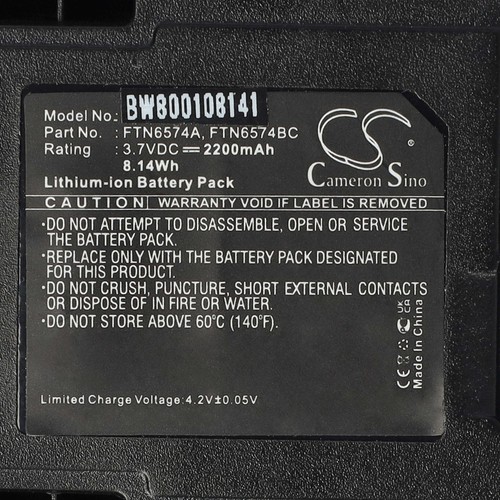 Model No.: BW800108141
Part No. : FTN6574A, FTN6574BC
Rating : 3.7VDC ⎓ 2200mAh
8.14Wh
Lithium-ion Battery Pack
CS®
Cameron Sino
CAUTION WARRANTY VOID IF LABEL IS REMOVED
·DO NOT ATTEMPT TO DISASSEMBLE, OPEN OR SERVICE
THE BATTERY PACK.
·REPLACE ONLY WITH THE BATTERY PACK DESIGNATED
FOR THIS PRODUCT.
·DO NOT CRUSH, PUNCTURE, SHORT EXTERNAL CONTACTS
OR DISPOSE OF IN FIRE OR WATER.
·DO NOT STORE ABOVE 60°C (140°F).
Limited Charge Voltage:4.2V±0.05V
CE UK CA
Made In China